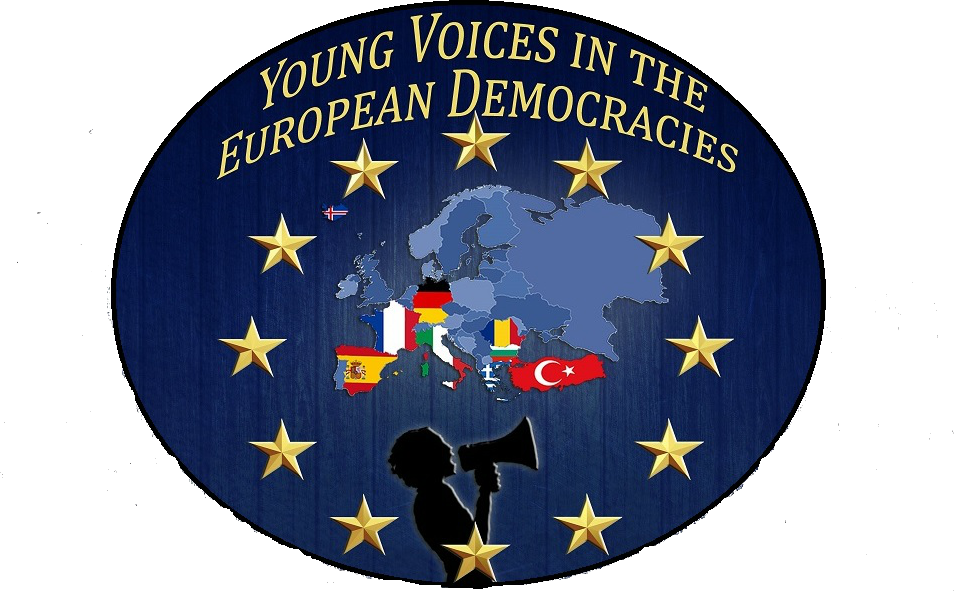 YOUNG VOICES IN THE
EUROPEAN DEMOCRACIES